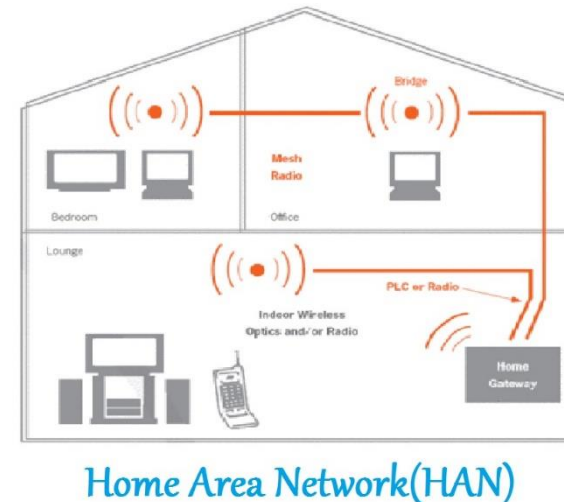 Bridge
Mesh
Radio
Bedroom
Office
Lounge
PLC or Radio
Indoor Wireless
Optics and/or Radio
Home
Gateway
Home Area Network(HAN)